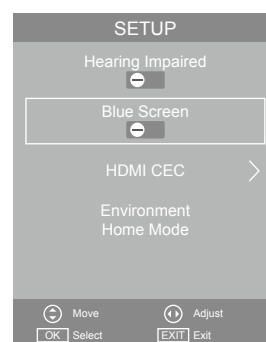 SETUP
Hearing Impaired
Blue Screen
HDMI CEC
Environment
Home Mode
Move Adjust
OK Select EXIT Exit